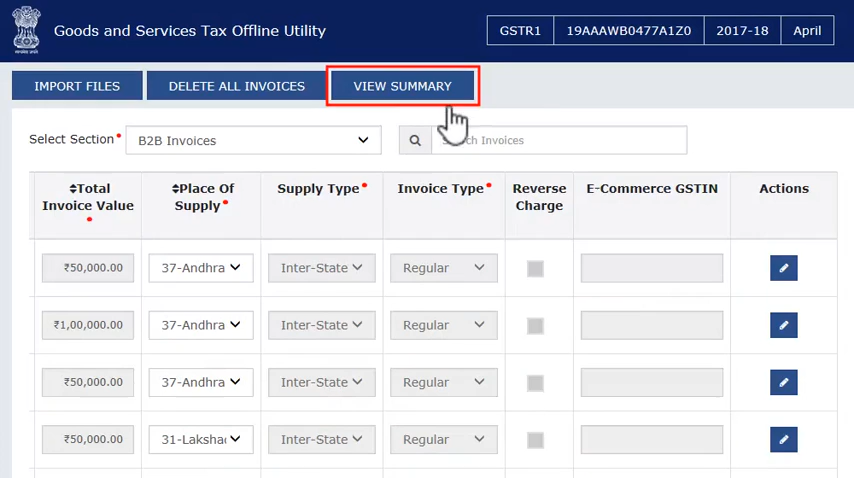 Goods and Services Tax Offline Utility
GSTR1 19AAAWB0477A1Z0 2017-18 April
IMPORT FILES DELETE ALL INVOICES VIEW SUMMARY
Select Section• B2B Invoices Invoices
Total Invoice Value • Place Of Supply• Supply Type• Invoice Type• Reverse Charge E-Commerce GSTIN Actions
₹50,000.00 37-Andhra Inter-State Regular
₹1,00,000.00 37-Andhra Inter-State Regular
₹50,000.00 37-Andhra Inter-State Regular
₹50,000.00 31-Lakshad Inter-State Regular